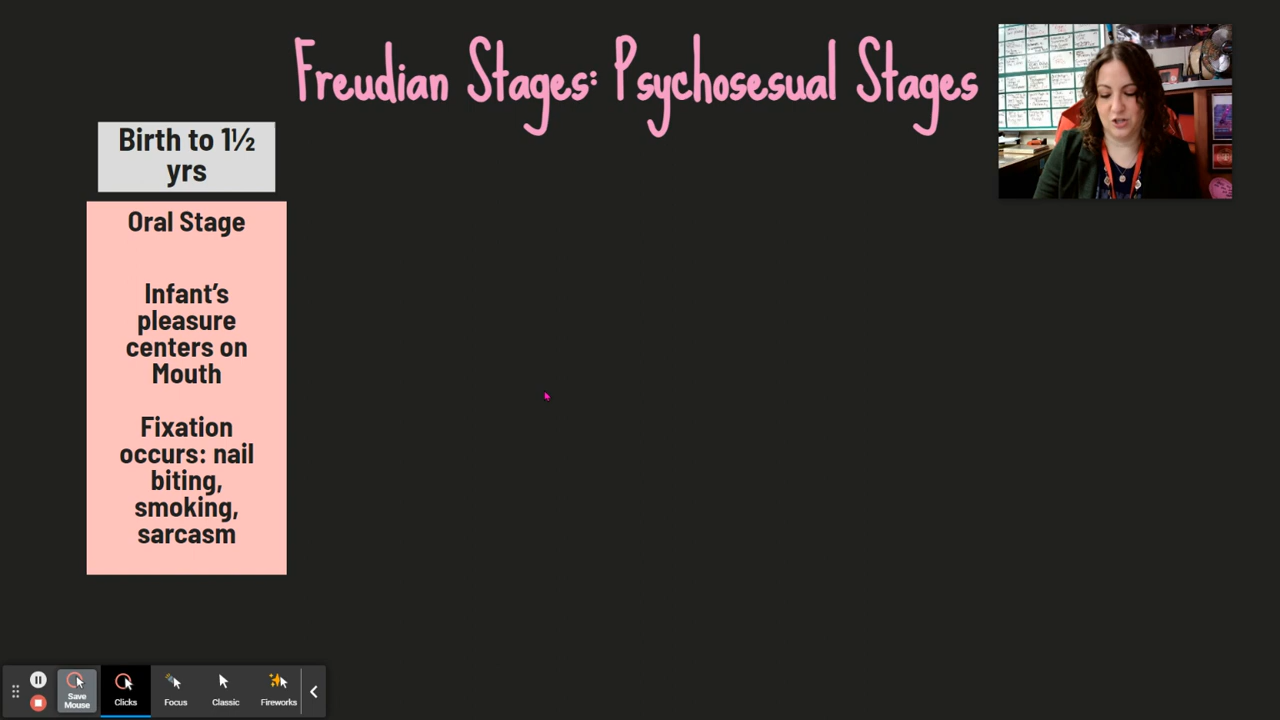 Freudian Stages: Psychosesual Stages
Birth to 1½
yrs
Oral Stage
Infant’s
pleasure
centers on
Mouth
Fixation
occurs: nail
biting,
smoking,
sarcasm
Save
Mouse
Clicks
Focus
Classic
Fireworks